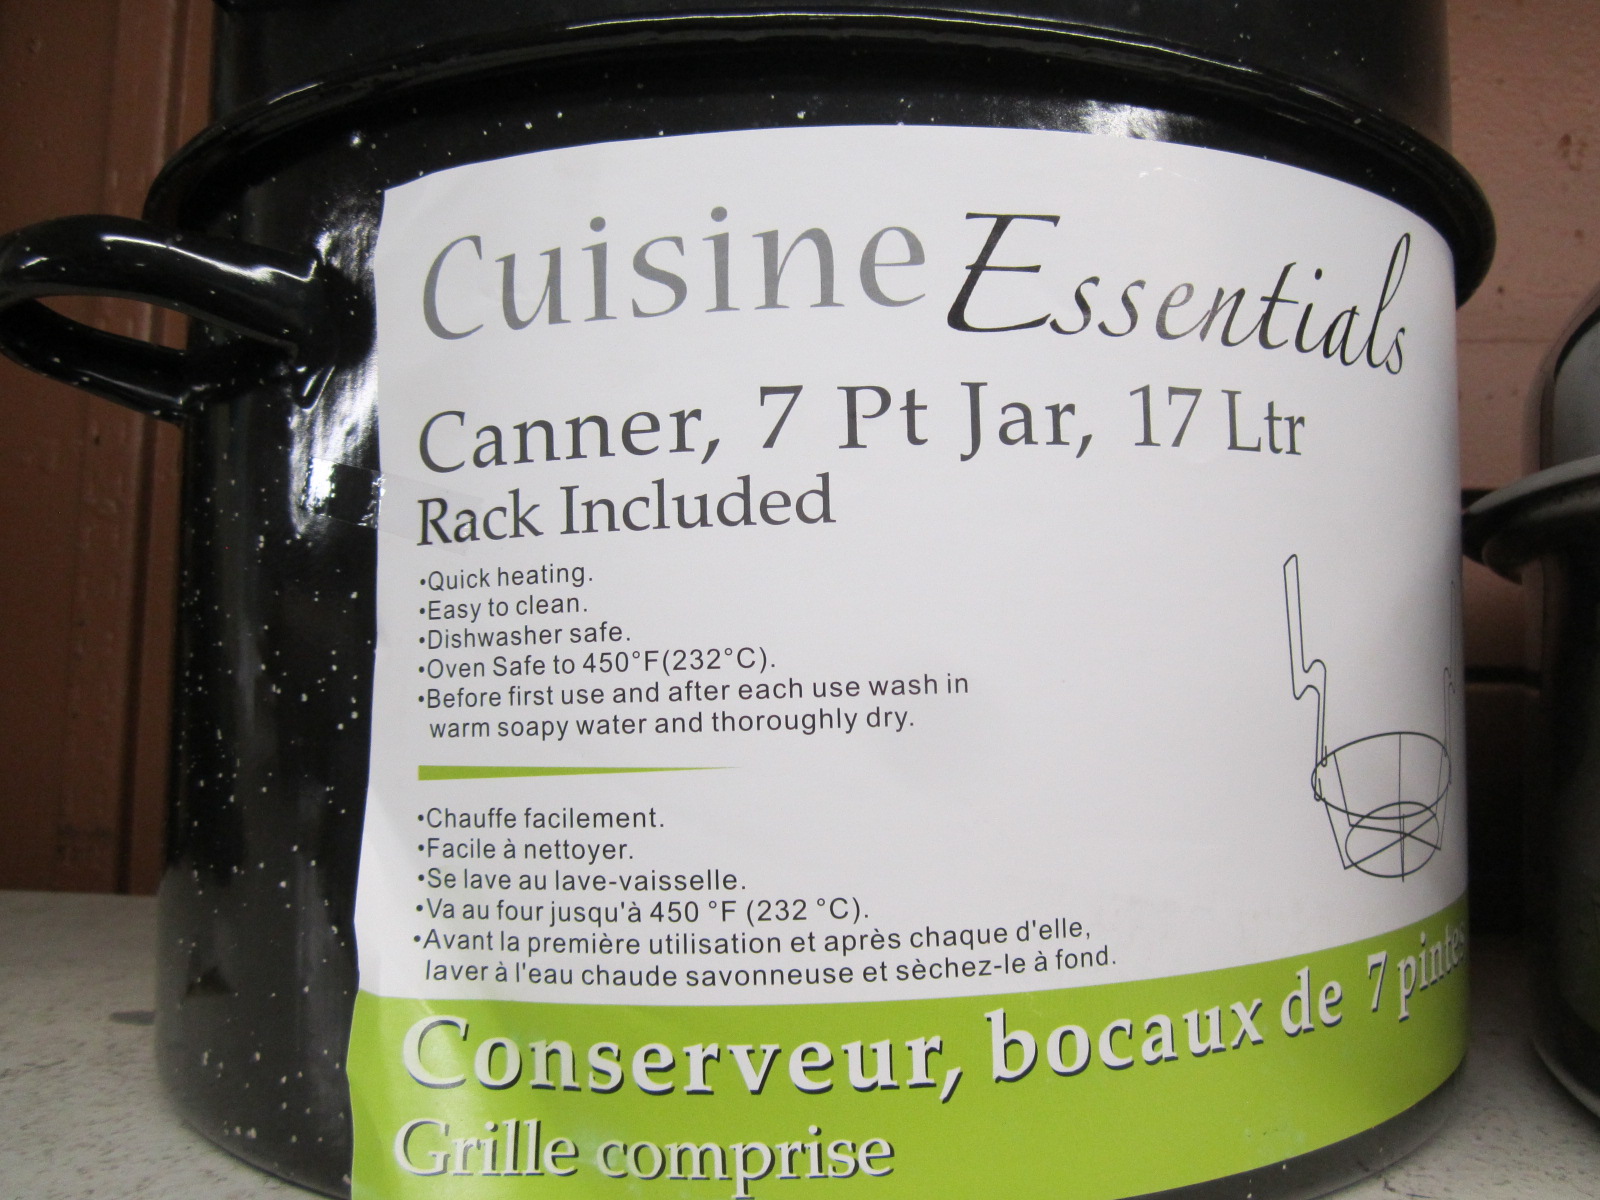 Cuisine Essentials
Canner, 7 Pt Jar, 17 Ltr
Rack Included
•Quick heating.
•Easy to clean.
•Dishwasher safe.
•Oven Safe to 450°F(232°C).
•Before first use and after each use wash in
warm soapy water and thoroughly dry.
•Chauffe facilement.
•Facile à nettoyer.
•Se lave au lave-vaisselle.
•Va au four jusqu'à 450 °F (232 °C).
•Avant la première utilisation et après chaque d'elle,
laver à l'eau chaude savonneuse et sèchez-le à fond.
Conserveur, bocaux de 7 pintes
Grille comprise